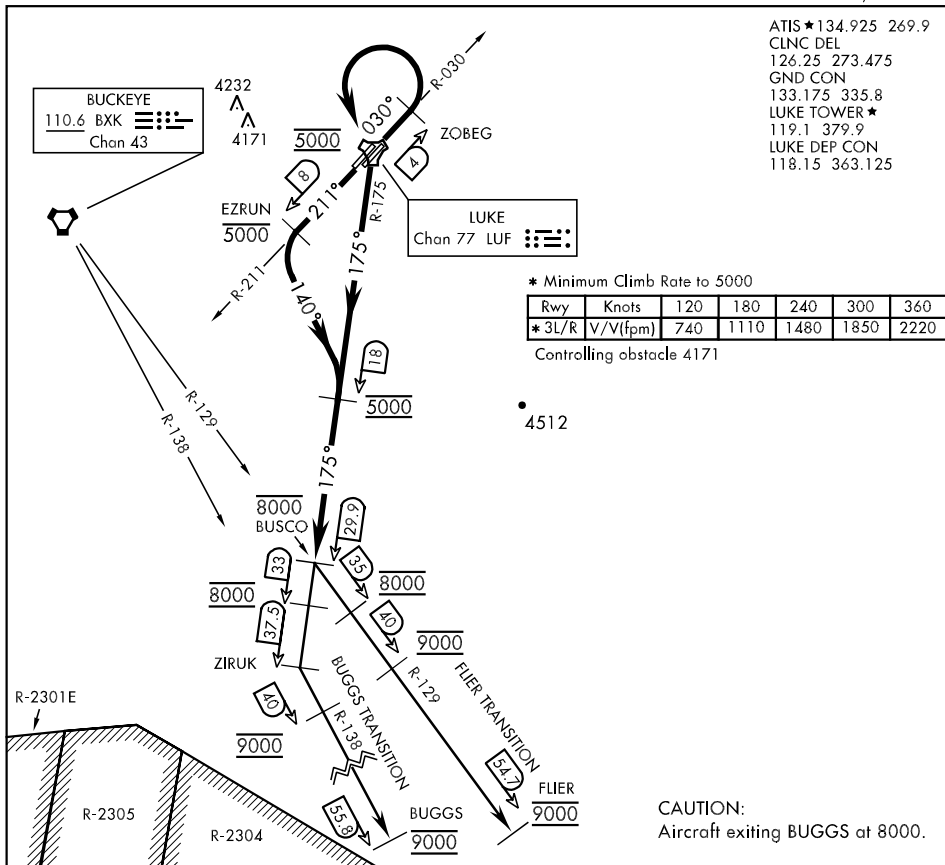 ATIS ★ 134.925 269.9
CLNC DEL
126.25 273.475
GND CON
133.175 335.8
LUKE TOWER ★
119.1 379.9
LUKE DEP CON
118.15 363.125
BUCKEYE
110.6 BXK
Chan 43
4232
4171
5000
030°
R-030
ZOBEG
4
8
211°
R-175
EZRUN
5000
LUKE
Chan 77 LUF
R-211
140°
175°
* Minimum Climb Rate to 5000
Rwy Knots 120 180 240 300 360
* 3L/R V/V(fpm) 740 1110 1480 1850 2220
Controlling obstacle 4171
18
5000
4512
R-129
R-138
175°
8000
BUSCO
29.9
33
35
8000
8000
40
37.5
9000
ZIRUK
R-129
FLIER TRANSITION
BUGGS TRANSITION
R-138
40
9000
R-2301E
54.7
FLIER
9000
R-2305
R-2304
55.8
BUGGS
9000
CAUTION:
Aircraft exiting BUGGS at 8000.